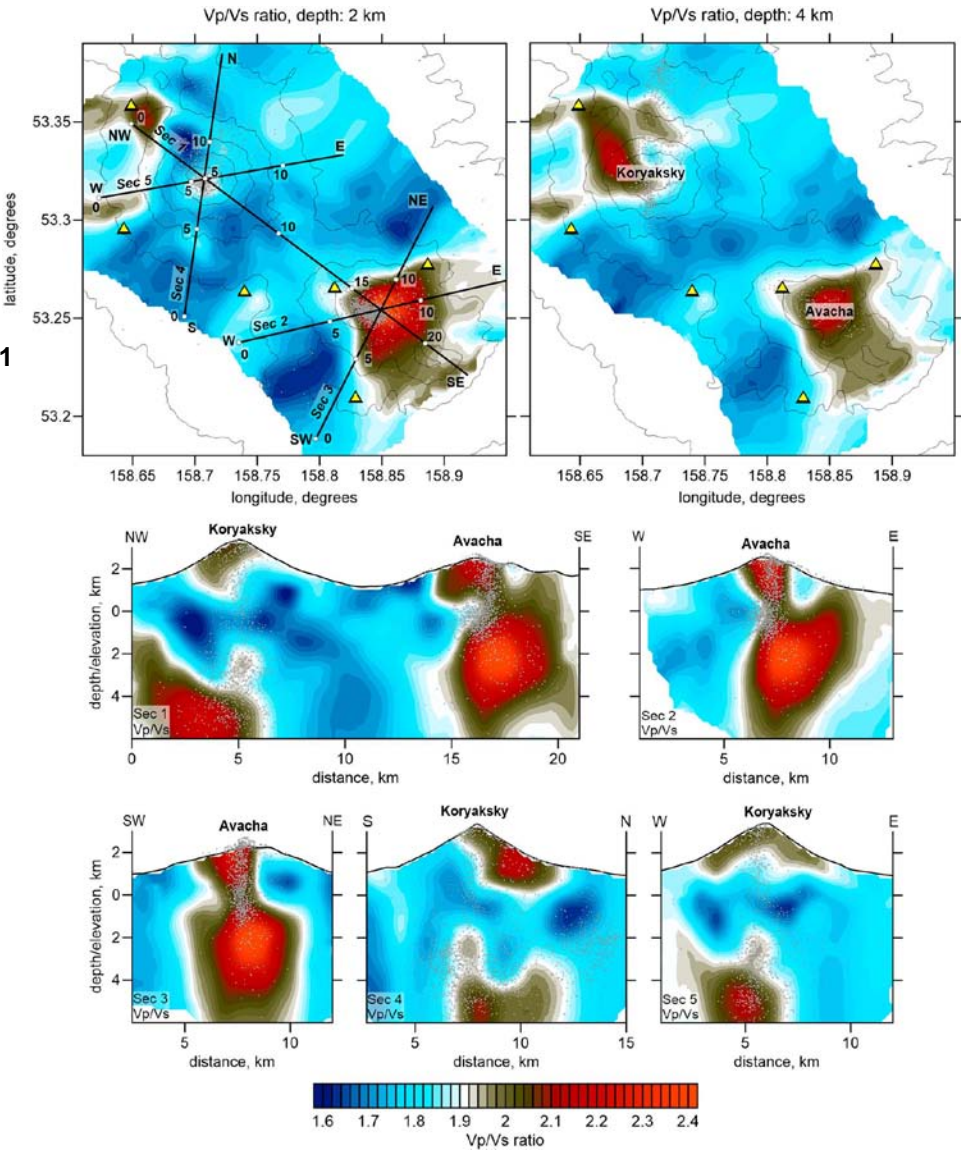 Vp/Vs ratio, depth: 2 km
Vp/Vs ratio, depth: 4 km
N
53.35
0
NW
Sec 1
10
E
5
10
W
Sec 5
0
5
Koryaksky
53.3
5
10
NE
latitude, degrees
Sec 4
15
10
E
0
S
53.25
W
0
Sec 2
5
10
Avacha
1
5
20
SE
Sec 3
53.2
SW
0
158.65
158.7
158.75
158.8
158.85
158.9
158.65
158.7
158.75
158.8
158.85
158.9
longitude, degrees
longitude, degrees
NW
Koryaksky
Avacha
SE
W
Avacha
E
depth/elevation, km
2
0
2
4
Sec 1
Vp/Vs
Sec 2
Vp/Vs
0
5
10
15
20
5
10
distance, km
distance, km
SW
Avacha
NE
S
Koryaksky
N
W
Koryaksky
E
depth/elevation, km
2
0
2
4
Sec 3
Vp/Vs
Sec 4
Vp/Vs
Sec 5
Vp/Vs
5
10
5
10
15
5
10
distance, km
distance, km
distance, km
1.6
1.7
1.8
1.9
2
2.1
2.2
2.3
2.4
Vp/Vs ratio